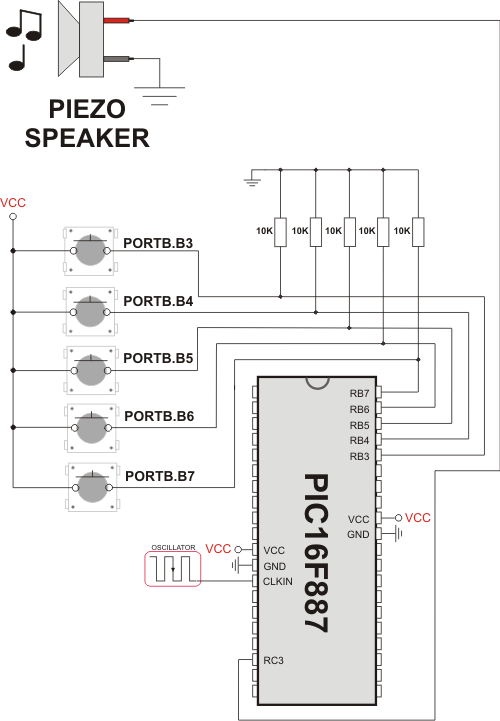 PIEZO
SPEAKER
VCC
10K 10K 10K 10K 10K
PORTB.B3
PORTB.B4
PORTB.B5
PORTB.B6
PORTB.B7
RB7
RB6
RB5
RB4
RB3
PIC16F887
VCC VCC
GND
OSCILLATOR
VCC VCC
GND
CLKIN
RC3